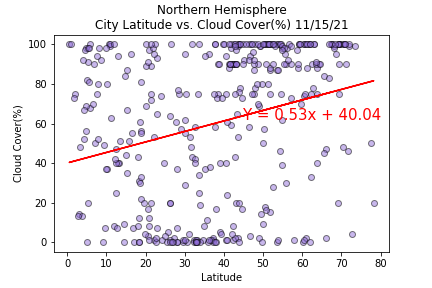 Northern Hemisphere
City Latitude vs. Cloud Cover(%) 11/15/21
100
80
60
40
20
0
Cloud Cover(%)
Y = 0.53x + 40.04
0 10 20 30 40 50 60 70 80
Latitude